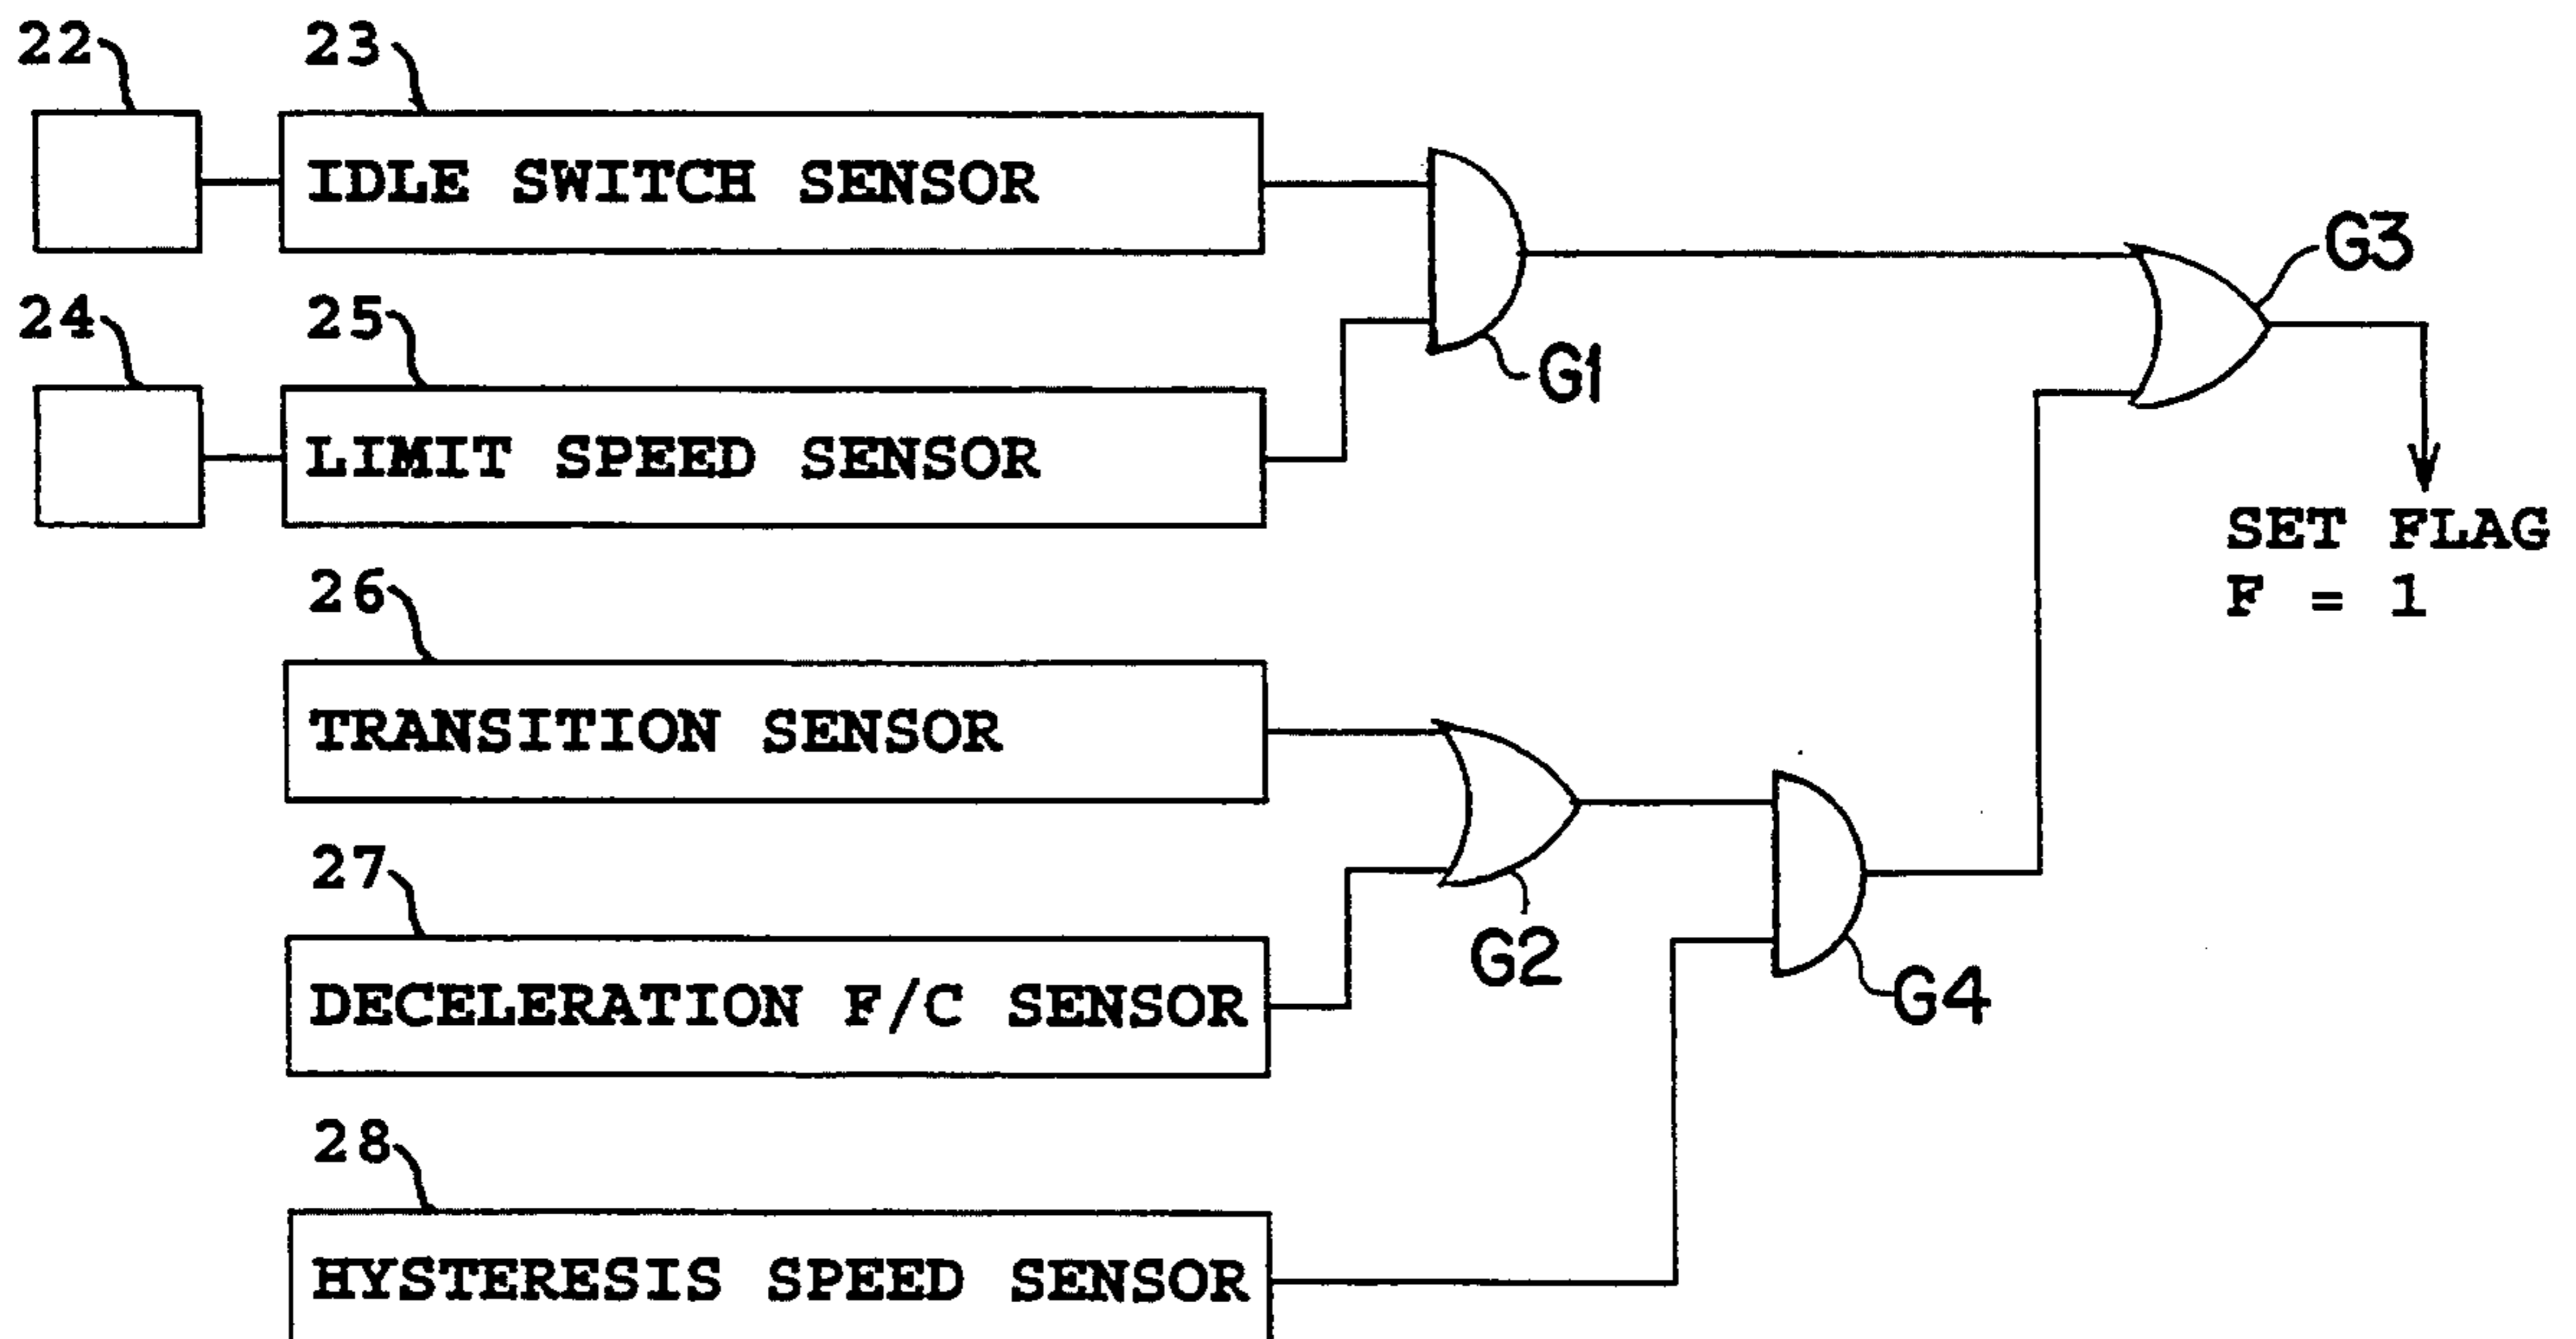 22
23
IDLE SWITCH SENSOR
24
25
LIMIT SPEED SENSOR
G1
G3
SET FLAG
F = 1
26
TRANSITION SENSOR
27
DECELERATION F/C SENSOR
G2
G4
28
HYSTERESIS SPEED SENSOR